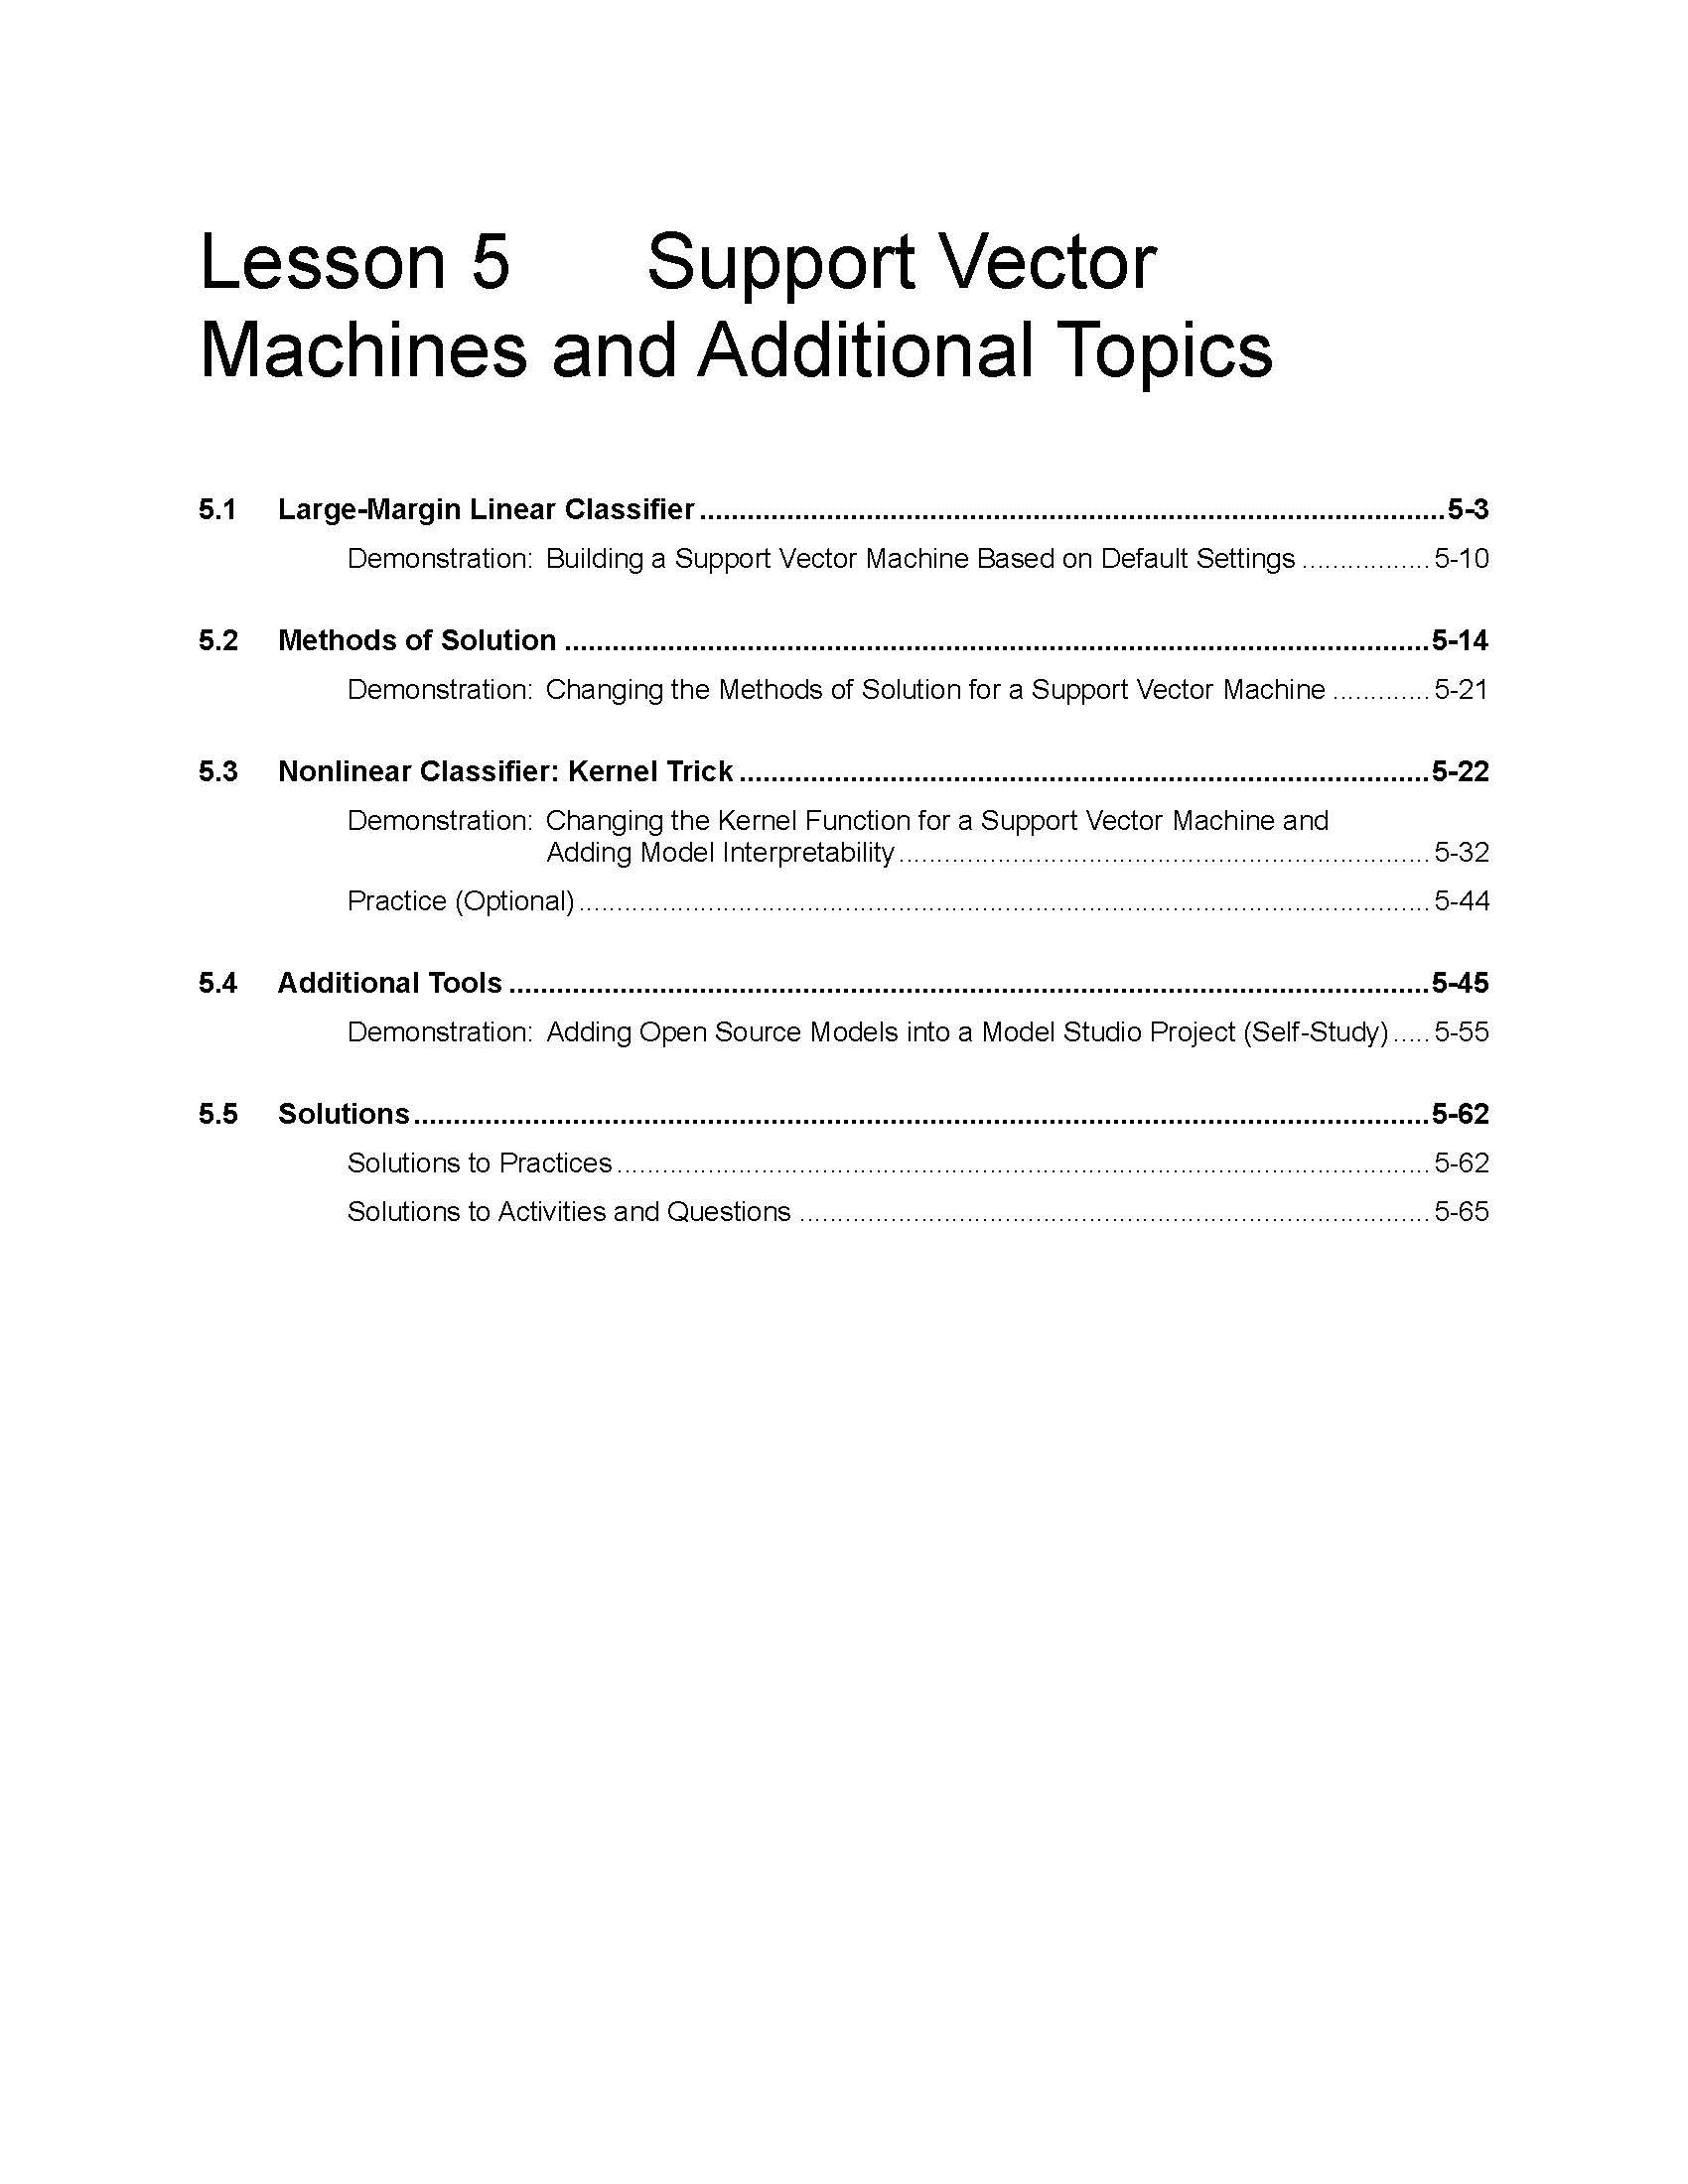 Lesson 5 Support Vector
Machines and Additional Topics
5.1 Large-Margin Linear Classifier ........ 5-3
Demonstration: Building a Support Vector Machine Based on Default Settings ........ 5-10
5.2 Methods of Solution ........ 5-14
Demonstration: Changing the Methods of Solution for a Support Vector Machine ........ 5-21
5.3 Nonlinear Classifier: Kernel Trick ........ 5-22
Demonstration: Changing the Kernel Function for a Support Vector Machine and
Adding Model Interpretability ........ 5-32
Practice (Optional) ........ 5-44
5.4 Additional Tools ........ 5-45
Demonstration: Adding Open Source Models into a Model Studio Project (Self-Study) ..... 5-55
5.5 Solutions ........ 5-62
Solutions to Practices ........ 5-62
Solutions to Activities and Questions ........ 5-65